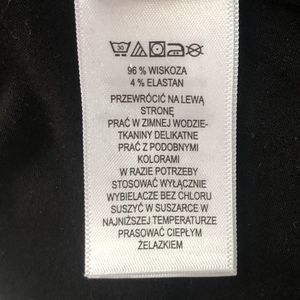 30
96 % WISKOZA
4 % ELASTAN
PRZEWRÓCIĆ NA LEWĄ
STRONĘ
PRAĆ W ZIMNEJ WODZIE-
TKANINY DELIKATNE
PRAĆ Z PODOBNYMI
KOLORAMI
W RAZIE POTRZEBY
STOSOWAĆ WYŁĄCZNIE
WYBIELACZE BEZ CHLORU
SUSZYĆ W SUSZARCE W
NAJNIŻSZEJ TEMPERATURZE
PRASOWAĆ CIEPŁYM
ŻELAZKIEM